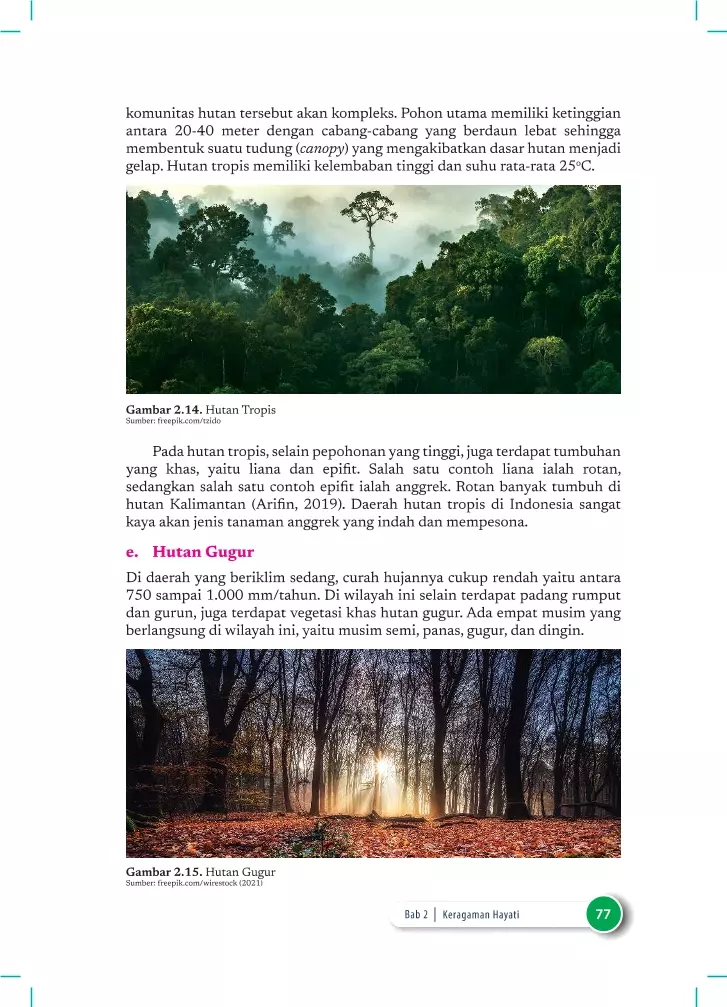 komunitas hutan tersebut akan kompleks. Pohon utama memiliki ketinggian
antara 20-40 meter dengan cabang-cabang yang berdaun lebat sehingga
membentuk suatu tudung (canopy) yang mengakibatkan dasar hutan menjadi
gelap. Hutan tropis memiliki kelembaban tinggi dan suhu rata-rata 25°C.
Gambar 2.14. Hutan Tropis
Sumber: freepik.com/tzido
Pada hutan tropis, selain pepohonan yang tinggi, juga terdapat tumbuhan
yang khas, yaitu liana dan epifit. Salah satu contoh liana ialah rotan,
sedangkan salah satu contoh epifit ialah anggrek. Rotan banyak tumbuh di
hutan Kalimantan (Arifin, 2019). Daerah hutan tropis di Indonesia sangat
kaya akan jenis tanaman anggrek yang indah dan mempesona.
e. Hutan Gugur
Di daerah yang beriklim sedang, curah hujannya cukup rendah yaitu antara
750 sampai 1.000 mm/tahun. Di wilayah ini selain terdapat padang rumput
dan gurun, juga terdapat vegetasi khas hutan gugur. Ada empat musim yang
berlangsung di wilayah ini, yaitu musim semi, panas, gugur, dan dingin.
Gambar 2.15. Hutan Gugur
Sumber: freepik.com/wirestock (2021)
Bab 2 | Keragaman Hayati 77